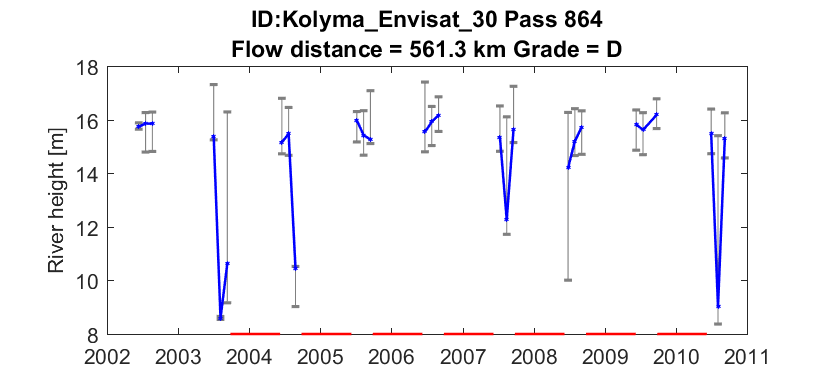 ID:Kolyma_Envisat_30 Pass 864
Flow distance = 561.3 km Grade = D
River height [m]
18
16
14
12
10
8
2002 2003 2004 2005 2006 2007 2008 2009 2010 2011